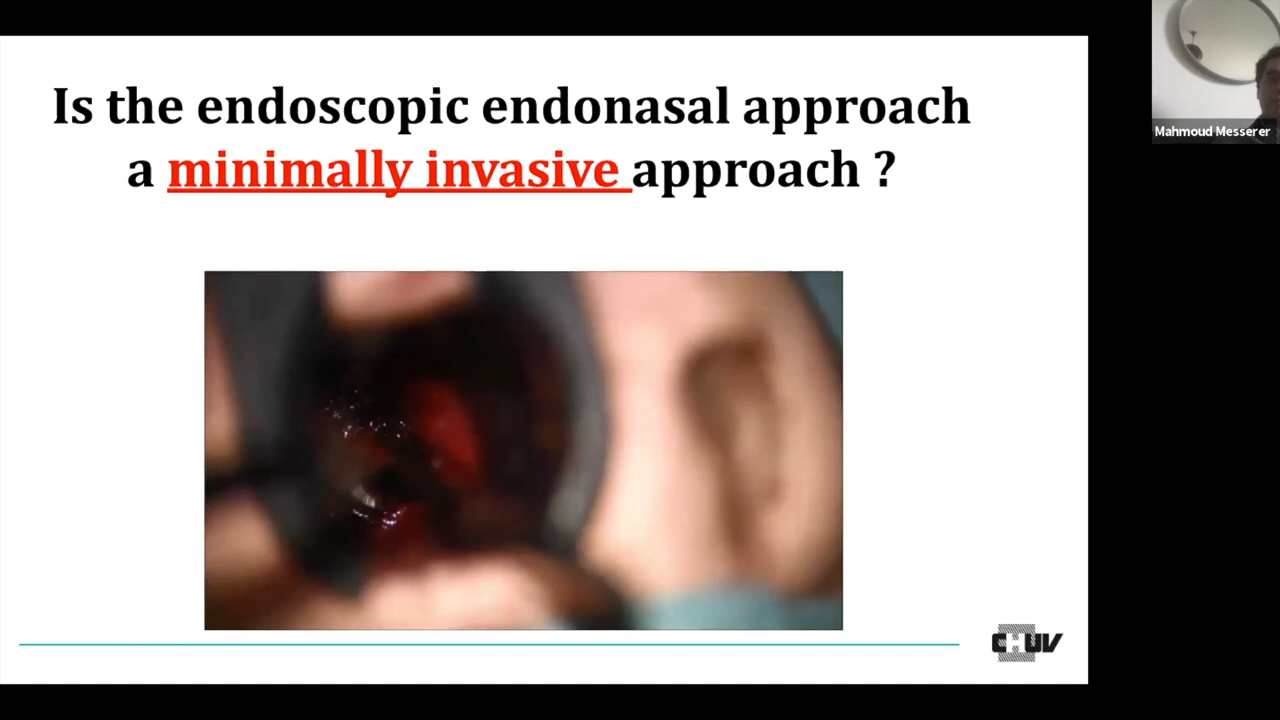 Is the endoscopic endonasal approach
a minimally invasive approach ?
Mahmoud Messerer
CHUV